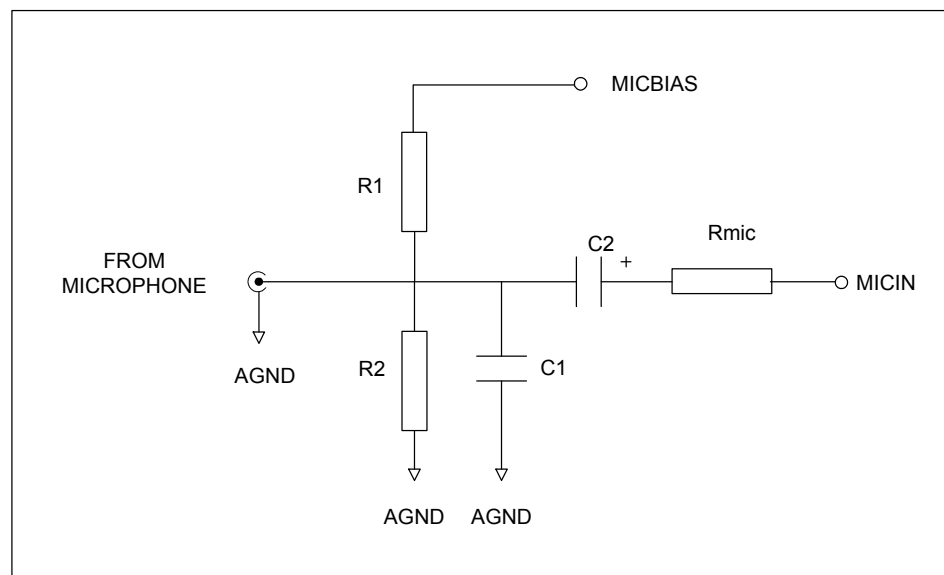 MICBIAS
R1
C2
Rmic
+
FROM
MICROPHONE
MICIN
R2
C1
AGND
AGND
AGND